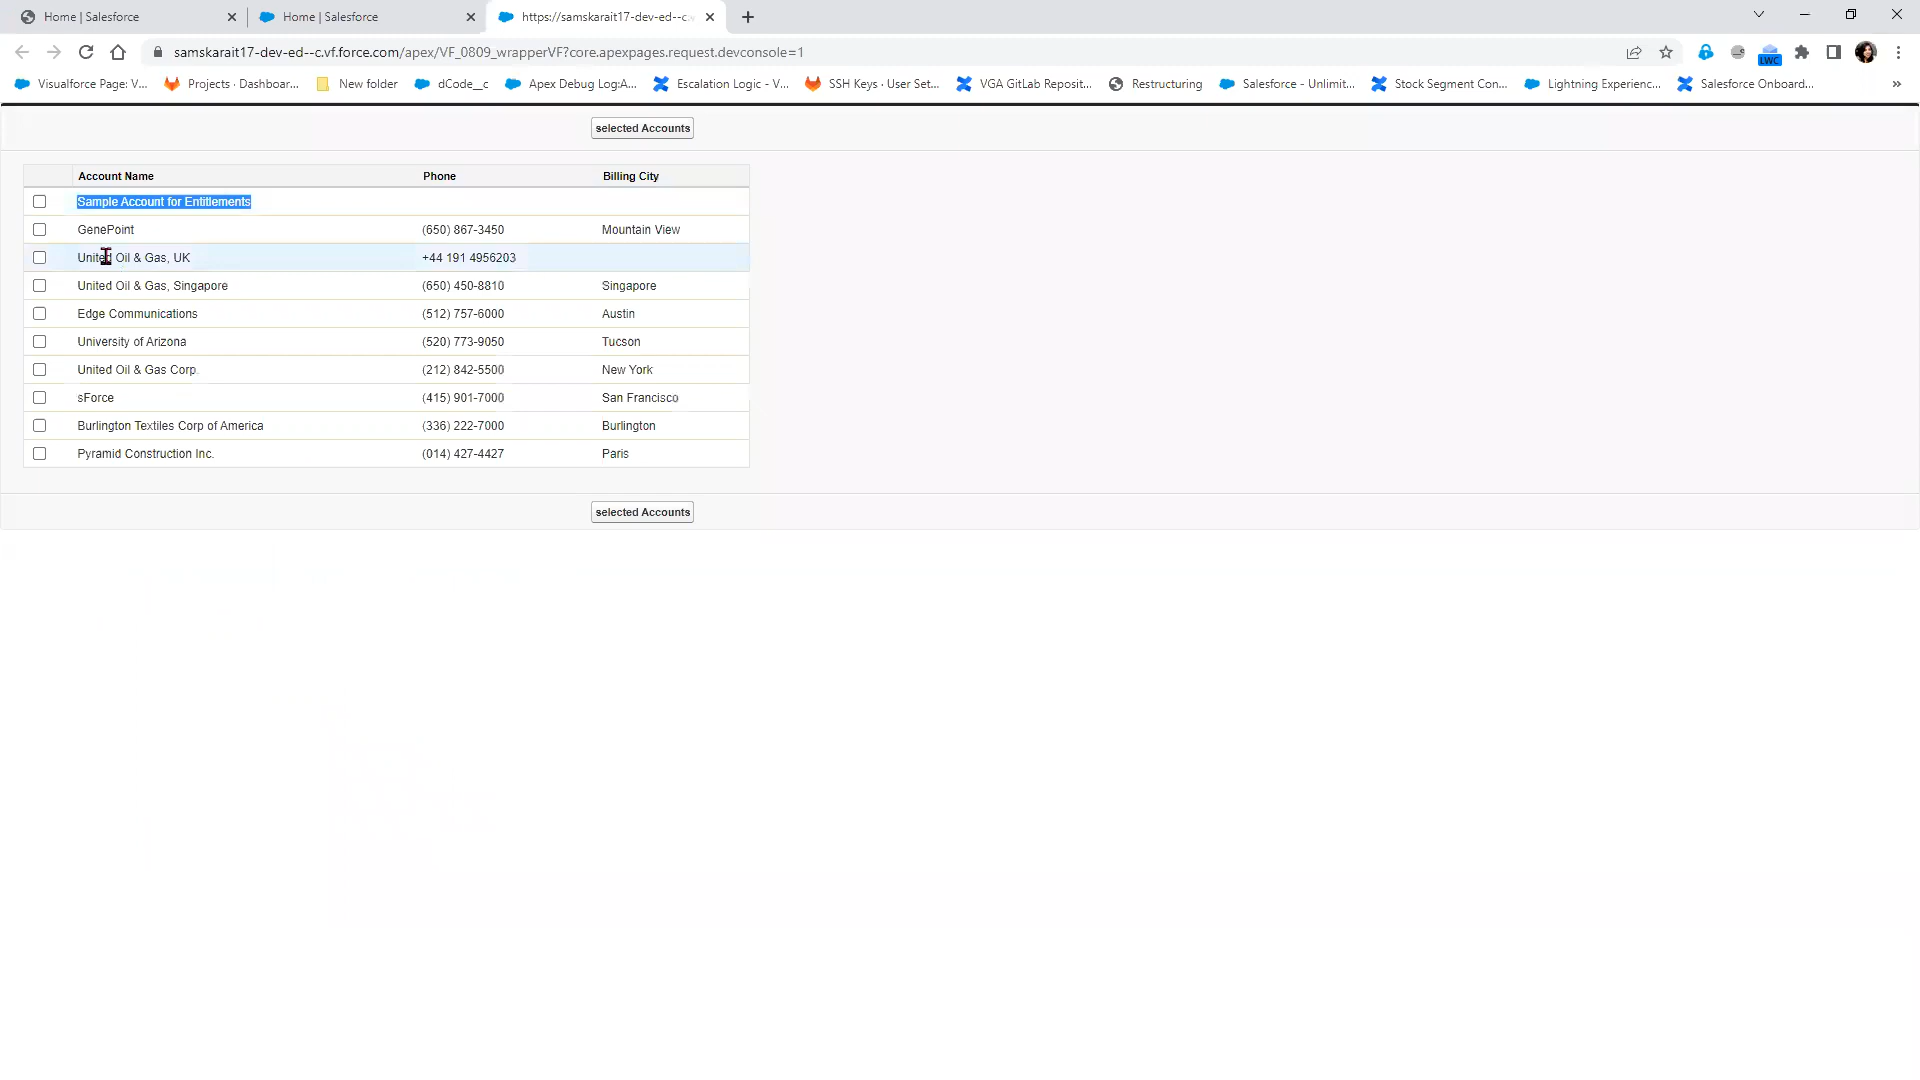 Home | Salesforce
Home | Salesforce
https://samskarait17-dev-ed--c.v
samskarait17-dev-ed--c.vf.force.com/apex/VF_0809_wrapperVF?core.apexpages.request.devconsole=1
LWC
Visualforce Page: V...
Projects · Dashboar...
New folder
dCode__c
Apex Debug Log:A...
Escalation Logic - V...
SSH Keys · User Set...
VGA GitLab Reposit...
Restructuring
Salesforce - Unlimit...
Stock Segment Con...
Lightning Experienc...
Salesforce Onboard...
»
selected Accounts
Account Name Phone Billing City
Sample Account for Entitlements
GenePoint (650) 867-3450 Mountain View
United Oil & Gas, UK +44 191 4956203
United Oil & Gas, Singapore (650) 450-8810 Singapore
Edge Communications (512) 757-6000 Austin
University of Arizona (520) 773-9050 Tucson
United Oil & Gas Corp. (212) 842-5500 New York
sForce (415) 901-7000 San Francisco
Burlington Textiles Corp of America (336) 222-7000 Burlington
Pyramid Construction Inc. (014) 427-4427 Paris
selected Accounts